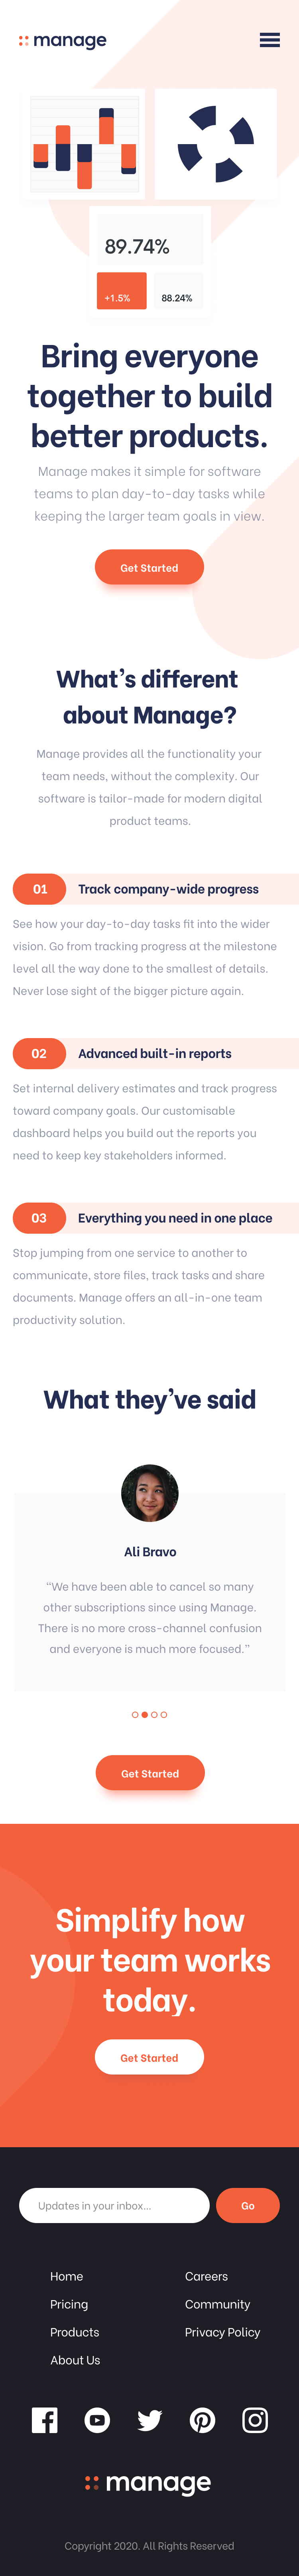 manage
89.74%
+1.5%
88.24%
Bring everyone
together to build
better products.
Manage makes it simple for software
teams to plan day-to-day tasks while
keeping the larger team goals in view.
Get Started
What’s different
about Manage?
Manage provides all the functionality your
team needs, without the complexity. Our
software is tailor-made for modern digital
product teams.
01 Track company-wide progress
See how your day-to-day tasks fit into the wider
vision. Go from tracking progress at the milestone
level all the way done to the smallest of details.
Never lose sight of the bigger picture again.
02 Advanced built-in reports
Set internal delivery estimates and track progress
toward company goals. Our customisable
dashboard helps you build out the reports you
need to keep key stakeholders informed.
03 Everything you need in one place
Stop jumping from one service to another to
communicate, store files, track tasks and share
documents. Manage offers an all-in-one team
productivity solution.
What they’ve said
Ali Bravo
“We have been able to cancel so many
other subscriptions since using Manage.
There is no more cross-channel confusion
and everyone is much more focused.”
Get Started
Simplify how
your team works
today.
Get Started
Updates in your inbox... Go
Home Careers
Pricing Community
Products Privacy Policy
About Us
manage
Copyright 2020. All Rights Reserved